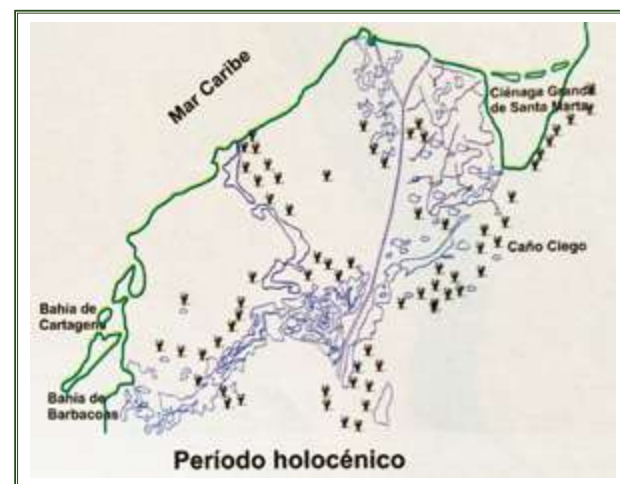 Mar Caribe
Ciénaga Grande
de Santa Marta
Caño Ciego
Bahía de
Cartagena
Bahía de
Barbacoas
Período holocénico